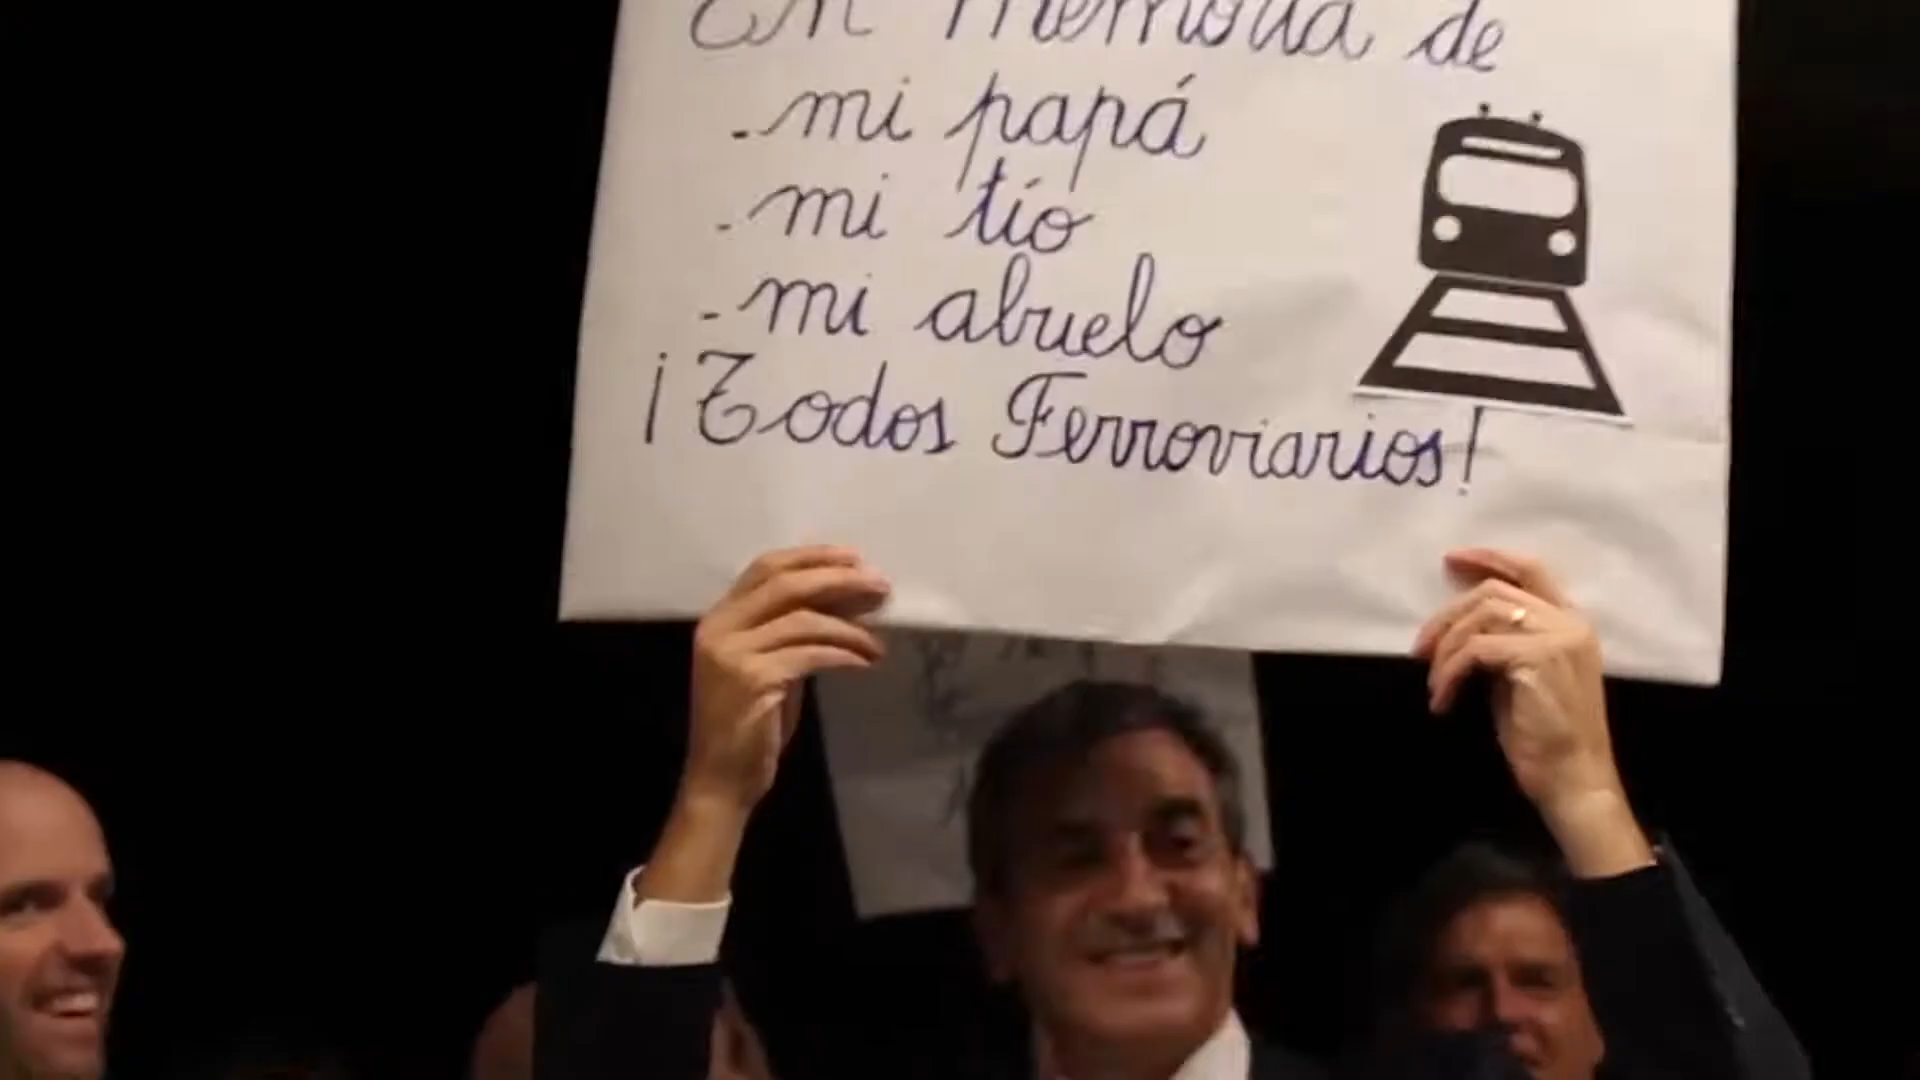 En memoria de
- mi papá
- mi tío
- mi abuelo
¡Todos Ferroviarios!